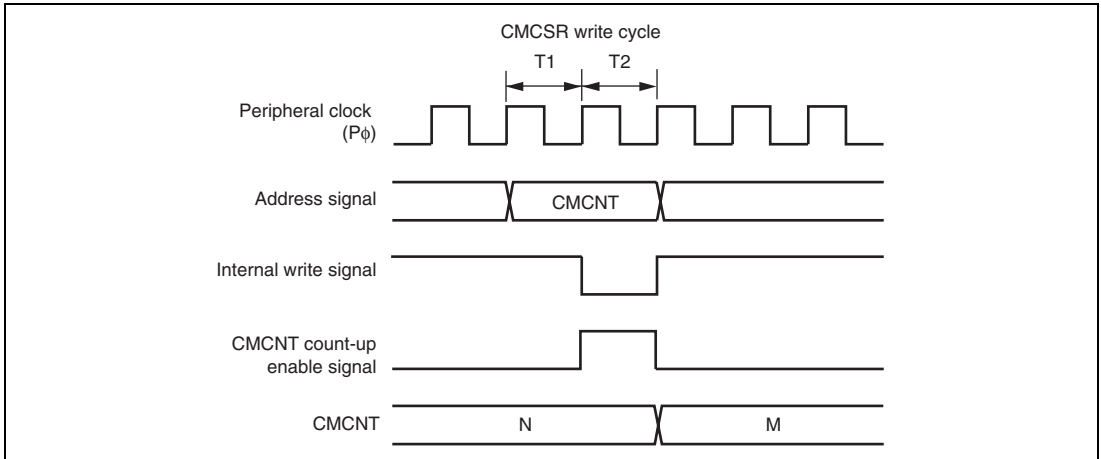 CMCSR write cycle
T1 T2
Peripheral clock
(Pϕ)
Address signal CMCNT
Internal write signal
CMCNT count-up
enable signal
CMCNT N M